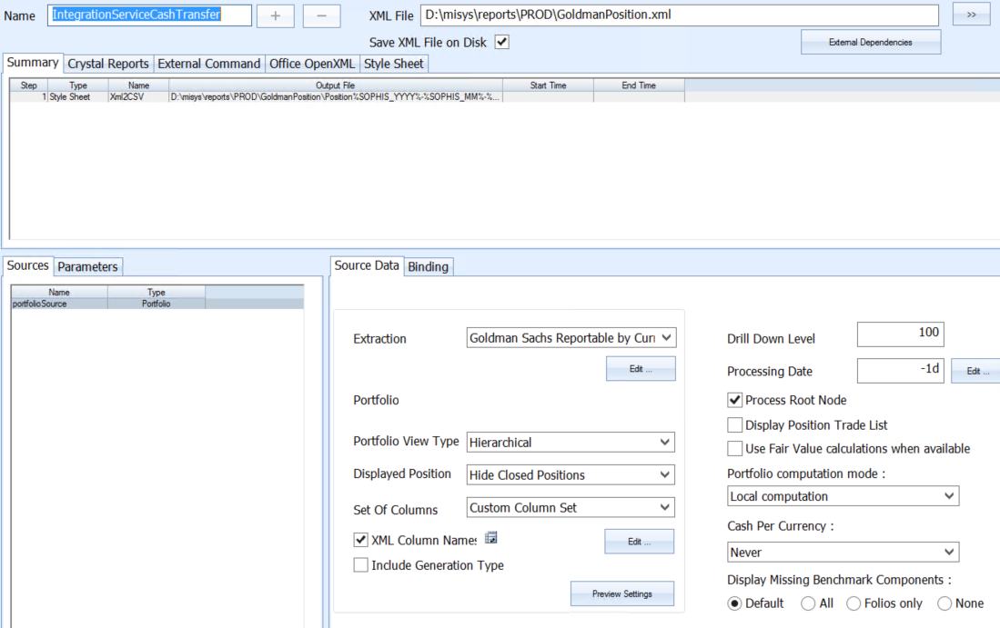 Name IntegrationServiceCashTransfer + − XML File D:\misys\reports\PROD\GoldmanPosition.xml >>
Save XML File on Disk External Dependencies
Summary Crystal Reports External Command Office OpenXML Style Sheet
Step Type Name Output File Start Time End Time
1 Style Sheet Xml2CSV D:\misys\reports\PROD\GoldmanPosition\Position%SOPHIS_YYYY%-%SOPHIS_MM%-%...
Sources Parameters
Name Type
portfolioSource Portfolio
Source Data Binding
Extraction Goldman Sachs Reportable by Curr
Edit ...
Portfolio
Portfolio View Type Hierarchical
Displayed Position Hide Closed Positions
Set Of Columns Custom Column Set
XML Column Names Edit ...
Include Generation Type
Preview Settings
Drill Down Level 100
Processing Date -1d Edit ...
Process Root Node
Display Position Trade List
Use Fair Value calculations when available
Portfolio computation mode :
Local computation
Cash Per Currency :
Never
Display Missing Benchmark Components :
Default All Folios only None